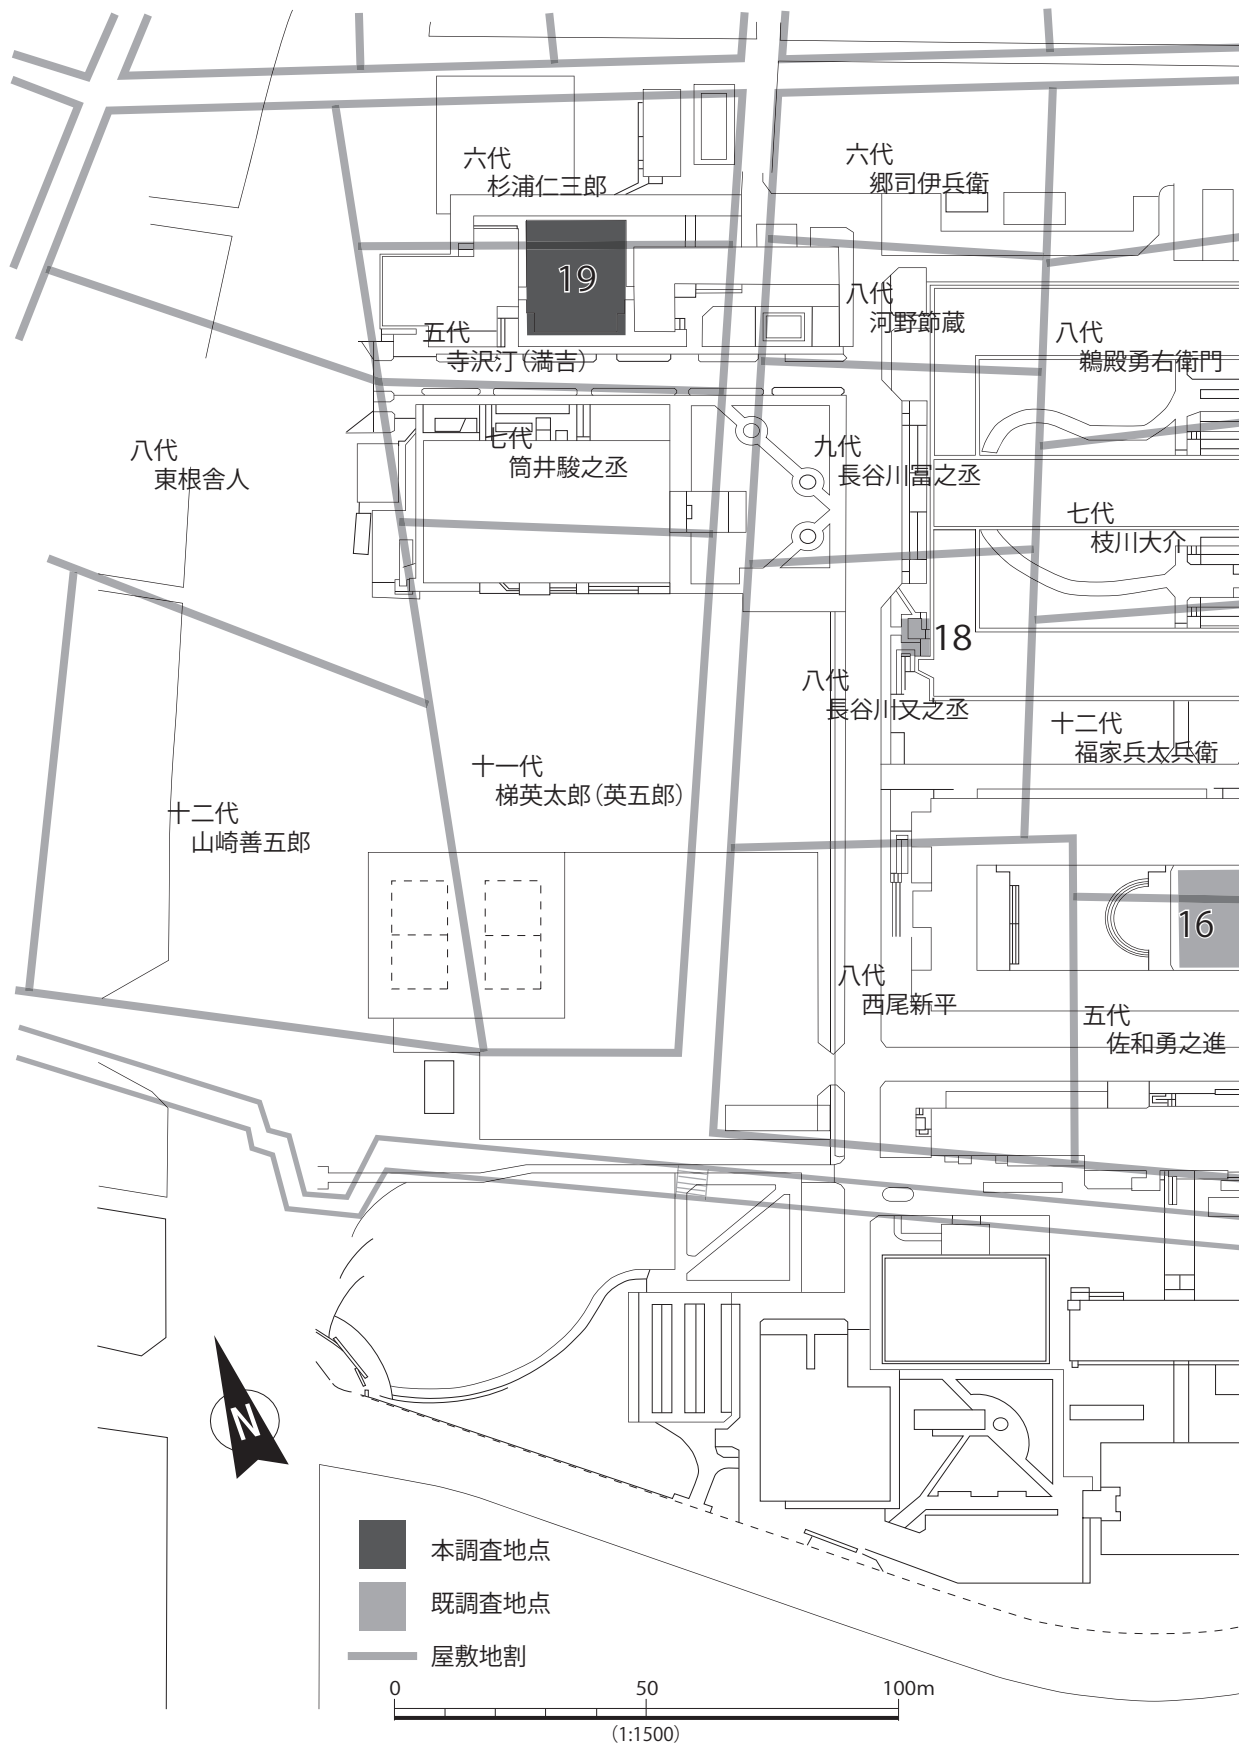 六代
杉浦仁三郎
六代
郷司伊兵衛
19
五代
寺沢汀（満吉）
八代
河野節蔵
八代
鵜殿勇右衛門
八代
東根舎人
七代
筒井駿之丞
九代
長谷川冨之丞
七代
枝川大介
18
八代
長谷川又之丞
十二代
福家兵太兵衛
十一代
梯英太郎（英五郎）
十二代
山崎善五郎
16
八代
西尾新平
五代
佐和勇之進
N
本調査地点
既調査地点
屋敷地割
0 50 100m
(1:1500)